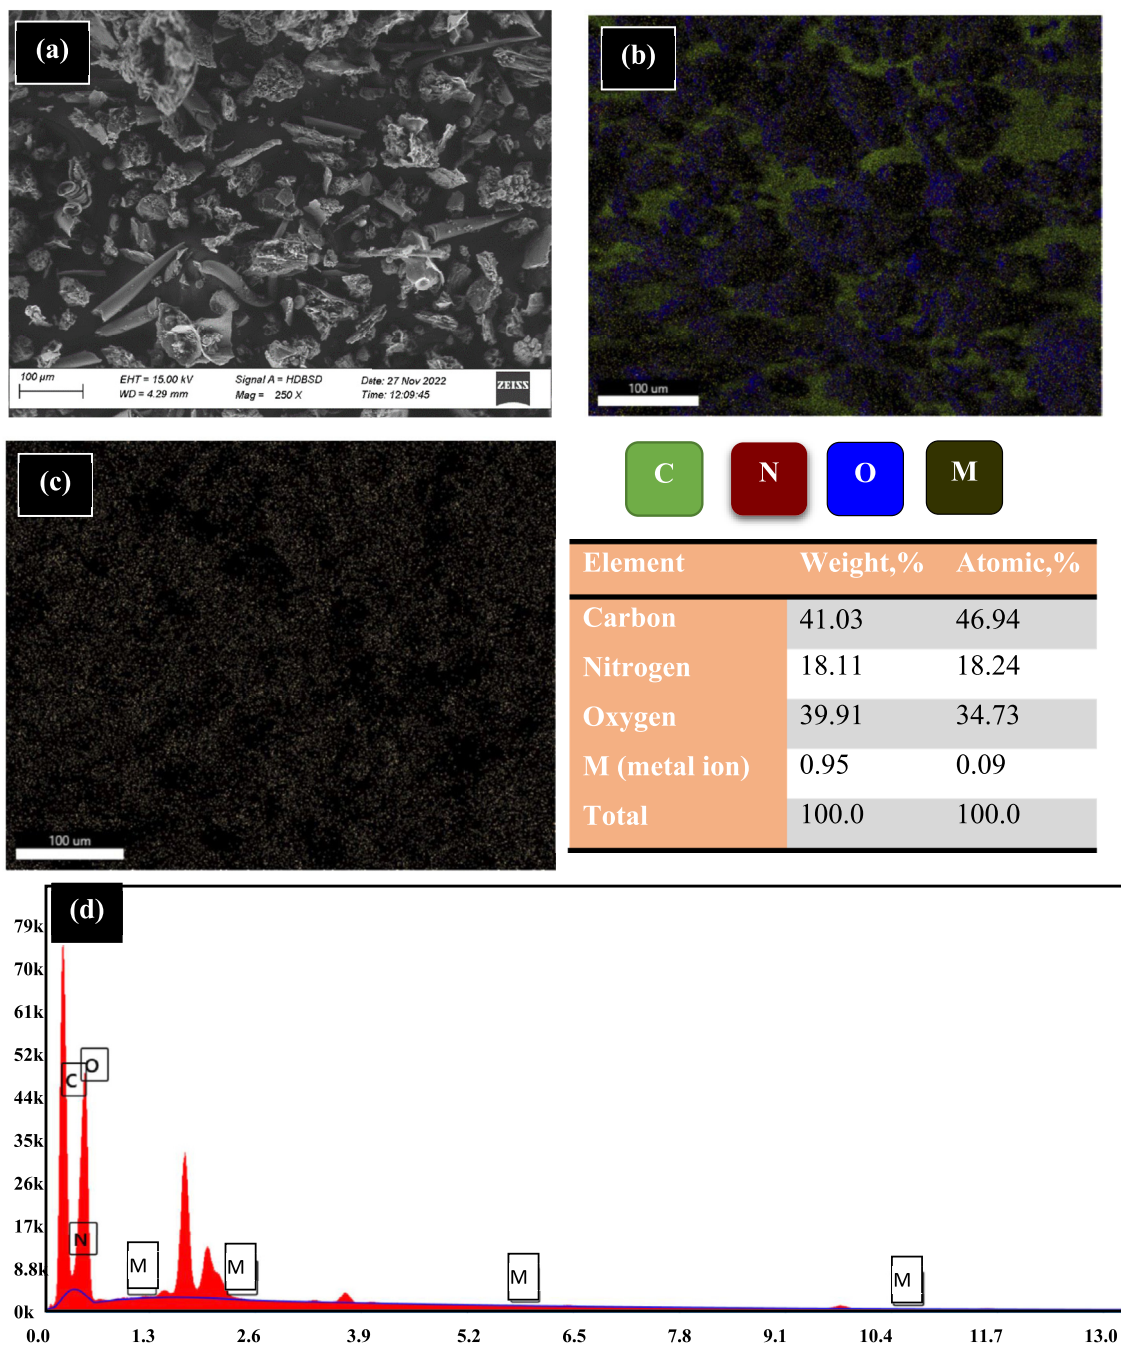 (a)
100 µm
EHT = 15.00 kV
WD = 4.29 mm
Signal A = HDBSD
Mag = 250 X
Date: 27 Nov 2022
Time: 12:09:45
ZEISS
(b)
100 um
(c)
100 um
C N O M
Element Weight,% Atomic,%
Carbon 41.03 46.94
Nitrogen 18.11 18.24
Oxygen 39.91 34.73
M (metal ion) 0.95 0.09
Total 100.0 100.0
(d)
79k
70k
61k
52k
44k
35k
26k
17k
8.8k
0k
C
O
N
M
M
M
M
0.0 1.3 2.6 3.9 5.2 6.5 7.8 9.1 10.4 11.7 13.0